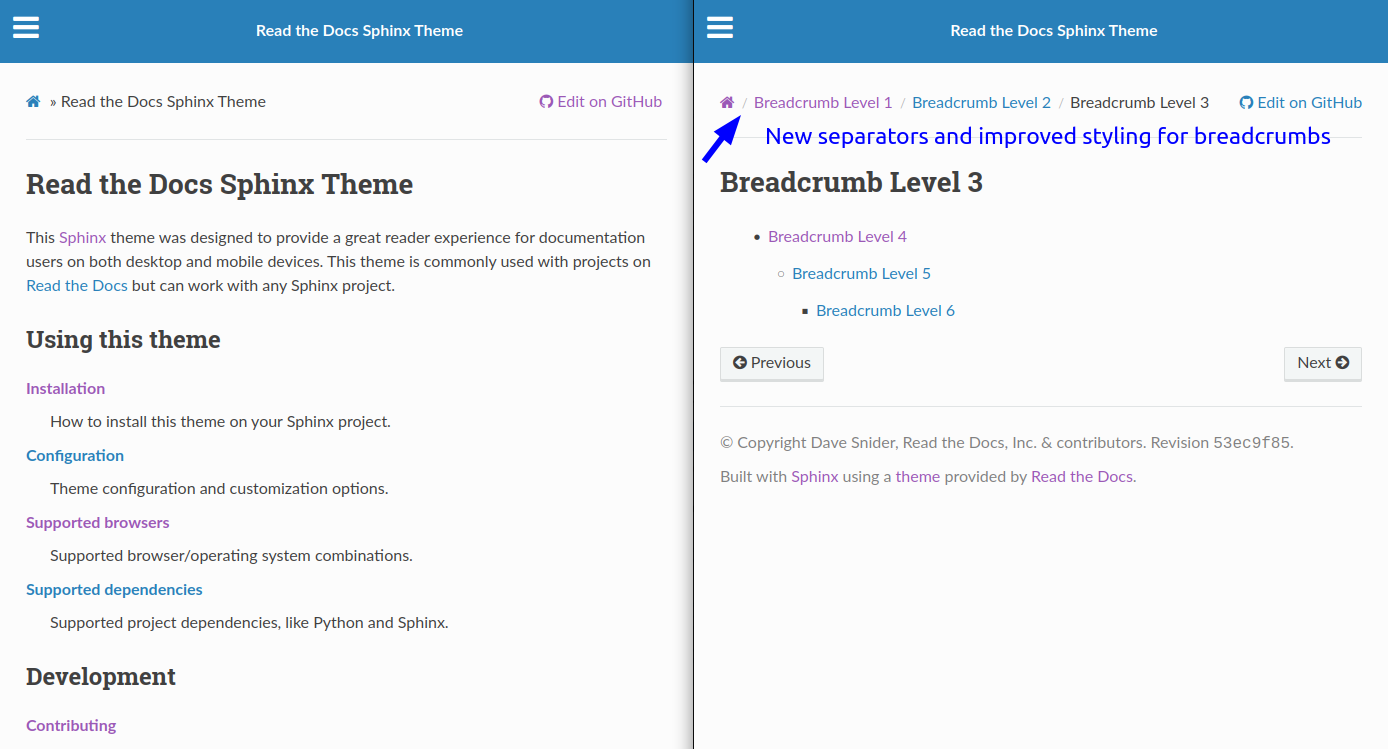 Read the Docs Sphinx Theme
» Read the Docs Sphinx Theme
Edit on GitHub
Read the Docs Sphinx Theme
This Sphinx theme was designed to provide a great reader experience for documentation
users on both desktop and mobile devices. This theme is commonly used with projects on
Read the Docs but can work with any Sphinx project.
Using this theme
Installation
How to install this theme on your Sphinx project.
Configuration
Theme configuration and customization options.
Supported browsers
Supported browser/operating system combinations.
Supported dependencies
Supported project dependencies, like Python and Sphinx.
Development
Contributing
Read the Docs Sphinx Theme
/ Breadcrumb Level 1 / Breadcrumb Level 2 / Breadcrumb Level 3
Edit on GitHub
New separators and improved styling for breadcrumbs
Breadcrumb Level 3
• Breadcrumb Level 4
○ Breadcrumb Level 5
▪ Breadcrumb Level 6
Previous
Next
© Copyright Dave Snider, Read the Docs, Inc. & contributors. Revision 53ec9f85.
Built with Sphinx using a theme provided by Read the Docs.